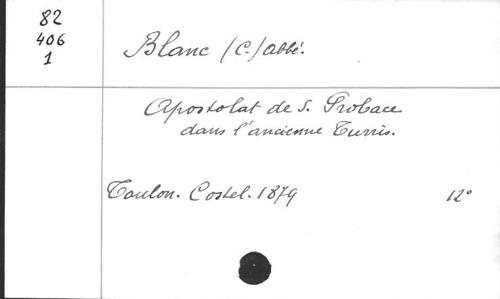 82
406
1
Blanc (C.) abbé.
Apostolat de S. Probace
dans l'ancienne Turris.
Toulon. Costel. 1879
12°